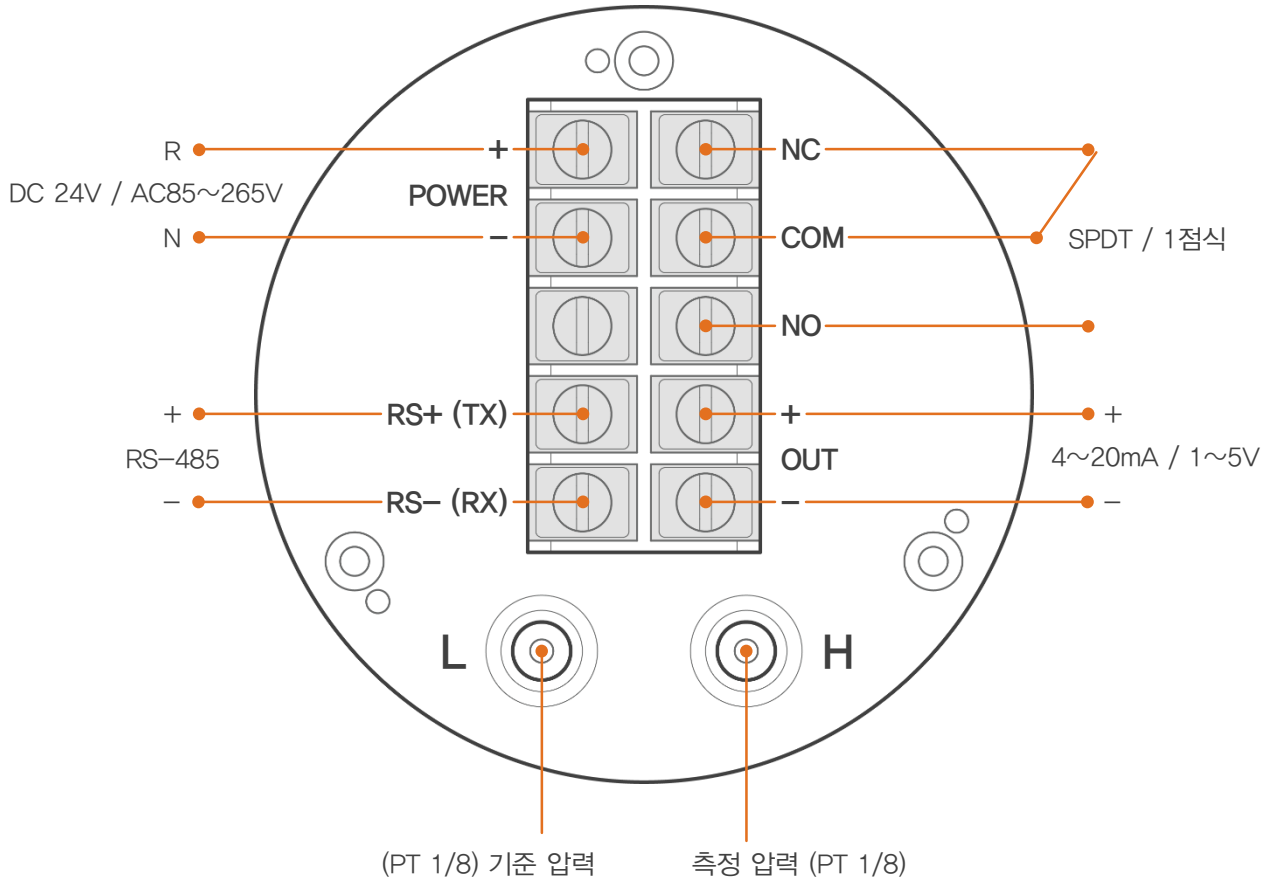 R
+
NC
DC 24V / AC85~265V
POWER
N
-
COM
SPDT / 1점식
NO
+
RS+ (TX)
+
+
RS-485
OUT
4~20mA / 1~5V
-
RS- (RX)
-
-
L
H
(PT 1/8) 기준 압력
측정 압력 (PT 1/8)